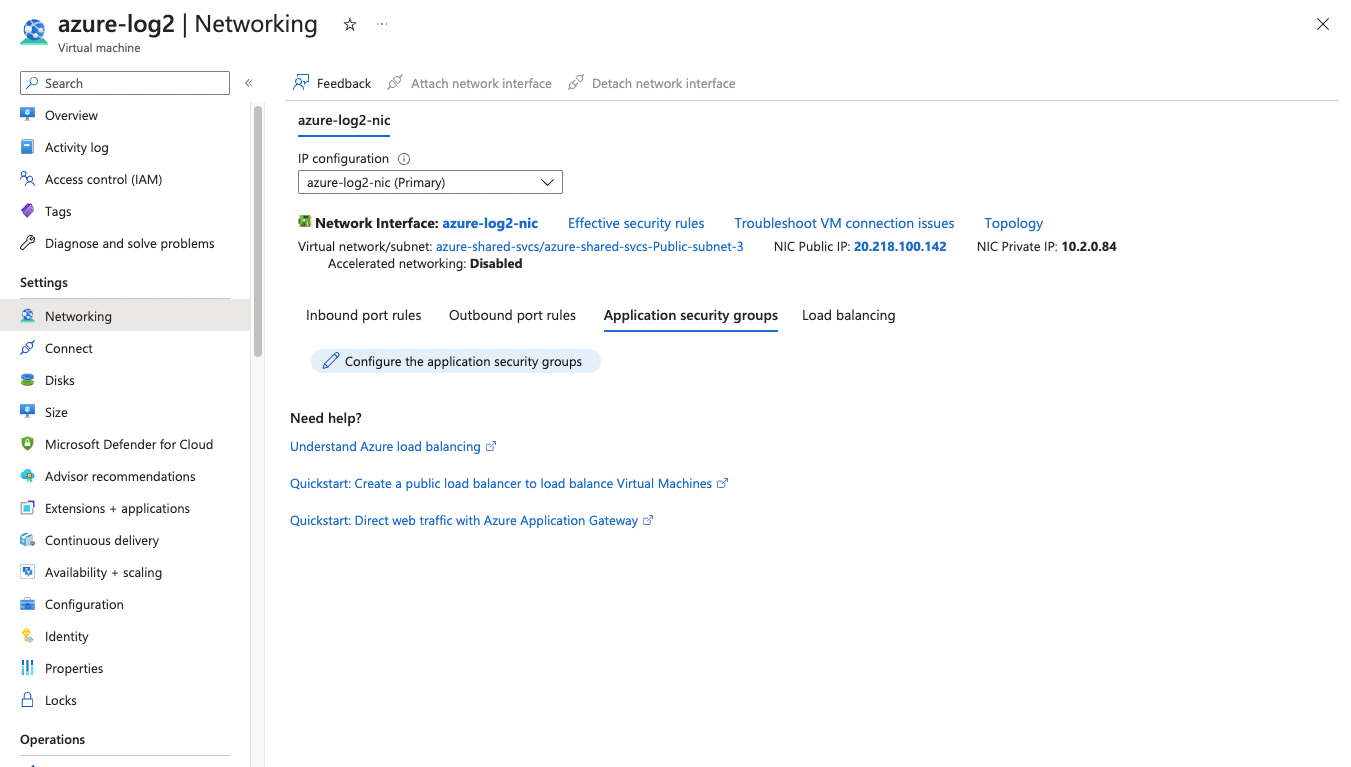 azure-log2 | Networking
Virtual machine
Search
Overview
Activity log
Access control (IAM)
Tags
Diagnose and solve problems
Settings
Networking
Connect
Disks
Size
Microsoft Defender for Cloud
Advisor recommendations
Extensions + applications
Continuous delivery
Availability + scaling
Configuration
Identity
Properties
Locks
Operations
Feedback Attach network interface Detach network interface
azure-log2-nic
IP configuration
azure-log2-nic (Primary)
Network Interface: azure-log2-nic Effective security rules Troubleshoot VM connection issues Topology
Virtual network/subnet: azure-shared-svcs/azure-shared-svcs-Public-subnet-3 NIC Public IP: 20.218.100.142 NIC Private IP: 10.2.0.84
Accelerated networking: Disabled
Inbound port rules Outbound port rules Application security groups Load balancing
Configure the application security groups
Need help?
Understand Azure load balancing
Quickstart: Create a public load balancer to load balance Virtual Machines
Quickstart: Direct web traffic with Azure Application Gateway